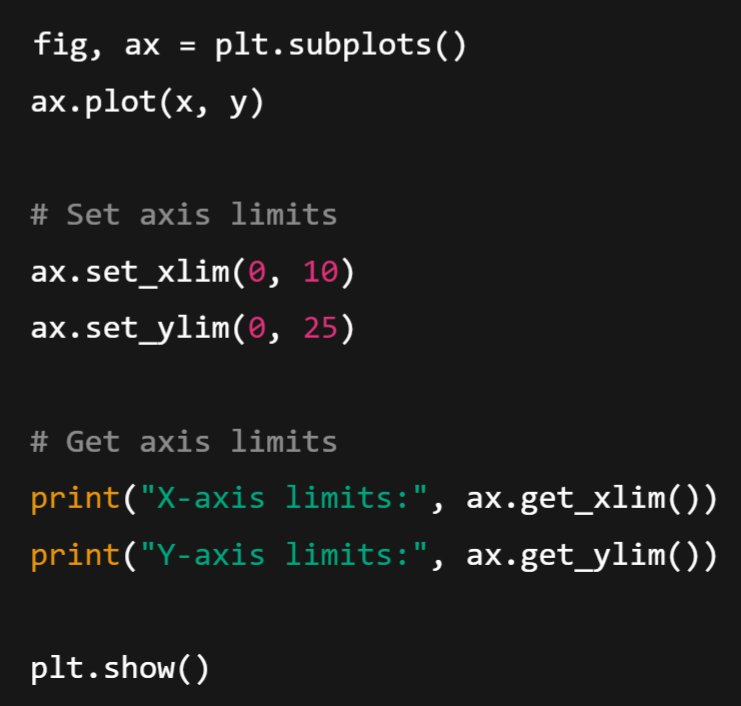 fig, ax = plt.subplots()
ax.plot(x, y)
# Set axis limits
ax.set_xlim(0, 10)
ax.set_ylim(0, 25)
# Get axis limits
print("X-axis limits:", ax.get_xlim())
print("Y-axis limits:", ax.get_ylim())
plt.show()